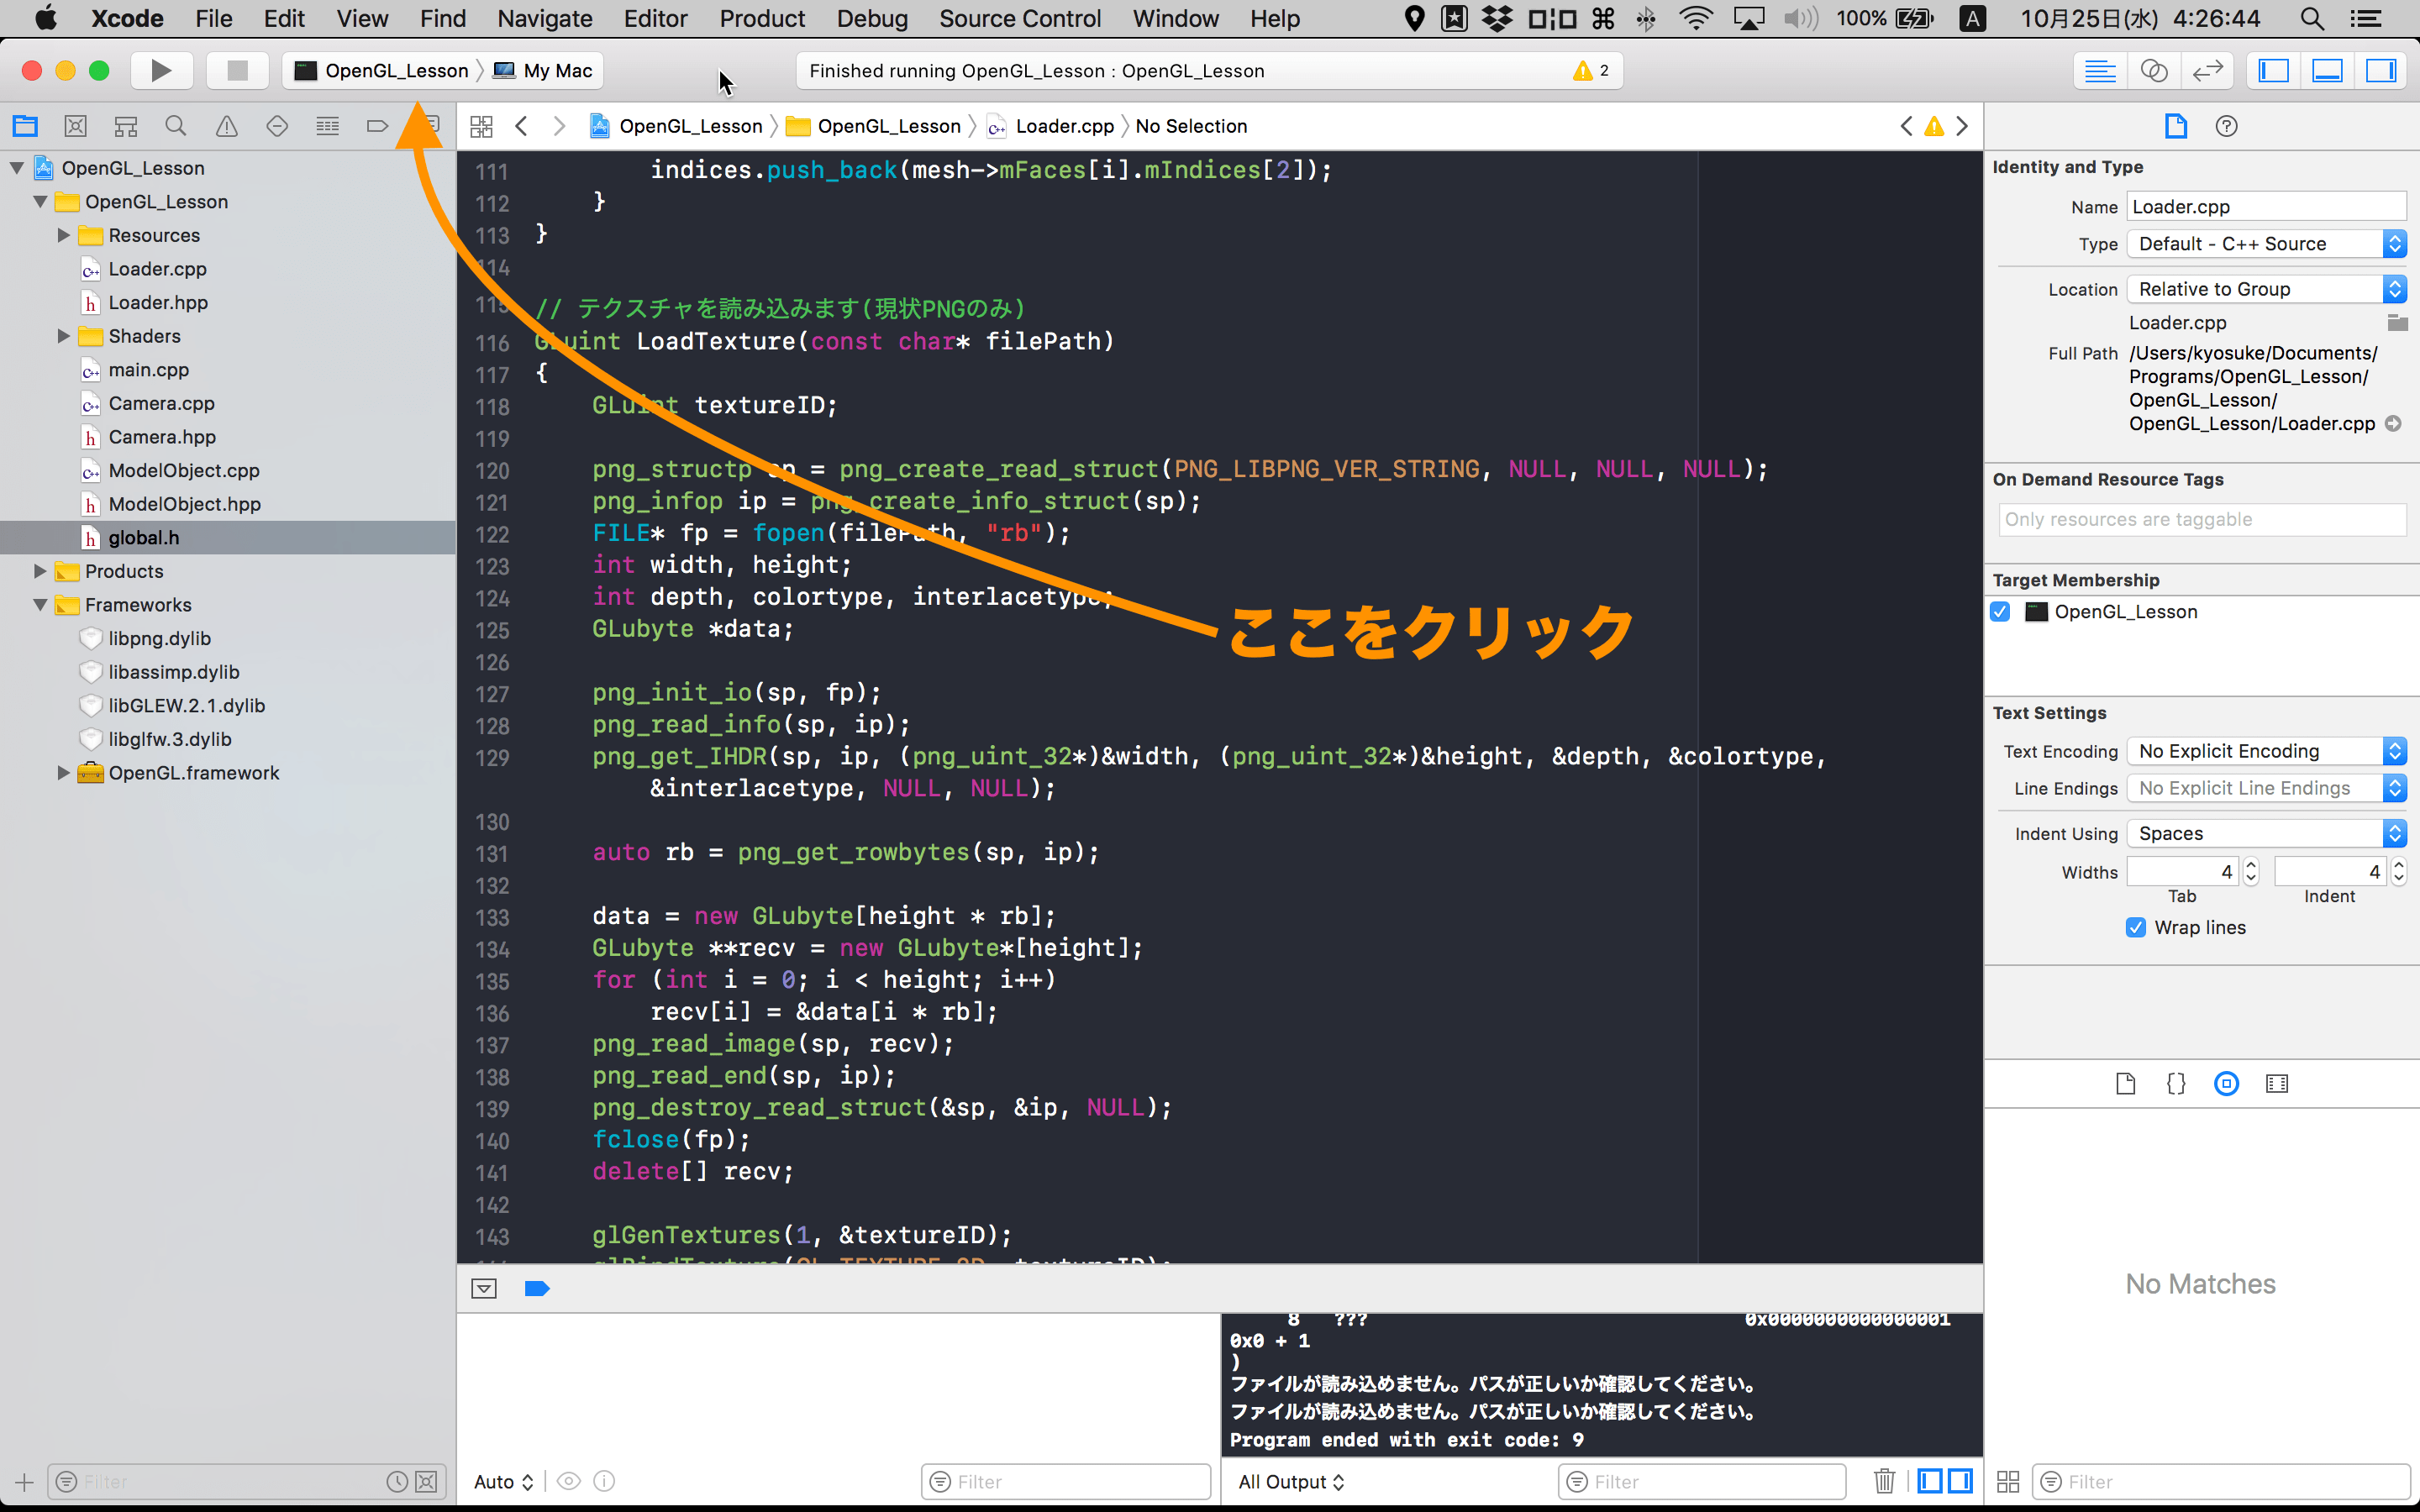 Xcode File Edit View Find Navigate Editor Product Debug Source Control Window Help 100% A 10月25日(水) 4:26:44
OpenGL_Lesson My Mac
Finished running OpenGL_Lesson : OpenGL_Lesson 2
OpenGL_Lesson OpenGL_Lesson Loader.cpp No Selection
OpenGL_Lesson
OpenGL_Lesson
Resources
Loader.cpp
Loader.hpp
Shaders
main.cpp
Camera.cpp
Camera.hpp
ModelObject.cpp
ModelObject.hpp
global.h
Products
Frameworks
libpng.dylib
libassimp.dylib
libGLEW.2.1.dylib
libglfw.3.dylib
OpenGL.framework
Filter
111 indices.push_back(mesh->mFaces[i].mIndices[2]);
112 }
113 }
114
115 // テクスチャを読み込みます(現状PNGのみ)
116 GLuint LoadTexture(const char* filePath)
117 {
118 GLuint textureID;
119
120 png_structp sp = png_create_read_struct(PNG_LIBPNG_VER_STRING, NULL, NULL, NULL);
121 png_infop ip = png_create_info_struct(sp);
122 FILE* fp = fopen(filePath, "rb");
123 int width, height;
124 int depth, colortype, interlacetype;
125 GLubyte *data;
126
127 png_init_io(sp, fp);
128 png_read_info(sp, ip);
129 png_get_IHDR(sp, ip, (png_uint_32*)&width, (png_uint_32*)&height, &depth, &colortype,
&interlacetype, NULL, NULL);
130
131 auto rb = png_get_rowbytes(sp, ip);
132
133 data = new GLubyte[height * rb];
134 GLubyte **recv = new GLubyte*[height];
135 for (int i = 0; i < height; i++)
136 recv[i] = &data[i * rb];
137 png_read_image(sp, recv);
138 png_read_end(sp, ip);
139 png_destroy_read_struct(&sp, &ip, NULL);
140 fclose(fp);
141 delete[] recv;
142
143 glGenTextures(1, &textureID);
ここをクリック
Auto Filter
8 ??? 0x0000000000000001
0x0 + 1
)
ファイルが読み込めません。パスが正しいか確認してください。
ファイルが読み込めません。パスが正しいか確認してください。
Program ended with exit code: 9
All Output Filter
Identity and Type
Name Loader.cpp
Type Default - C++ Source
Location Relative to Group
Loader.cpp
Full Path /Users/kyosuke/Documents/
Programs/OpenGL_Lesson/
OpenGL_Lesson/
OpenGL_Lesson/Loader.cpp
On Demand Resource Tags
Only resources are taggable
Target Membership
OpenGL_Lesson
Text Settings
Text Encoding No Explicit Encoding
Line Endings No Explicit Line Endings
Indent Using Spaces
Widths 4 4
Tab Indent
Wrap lines
No Matches
Filter